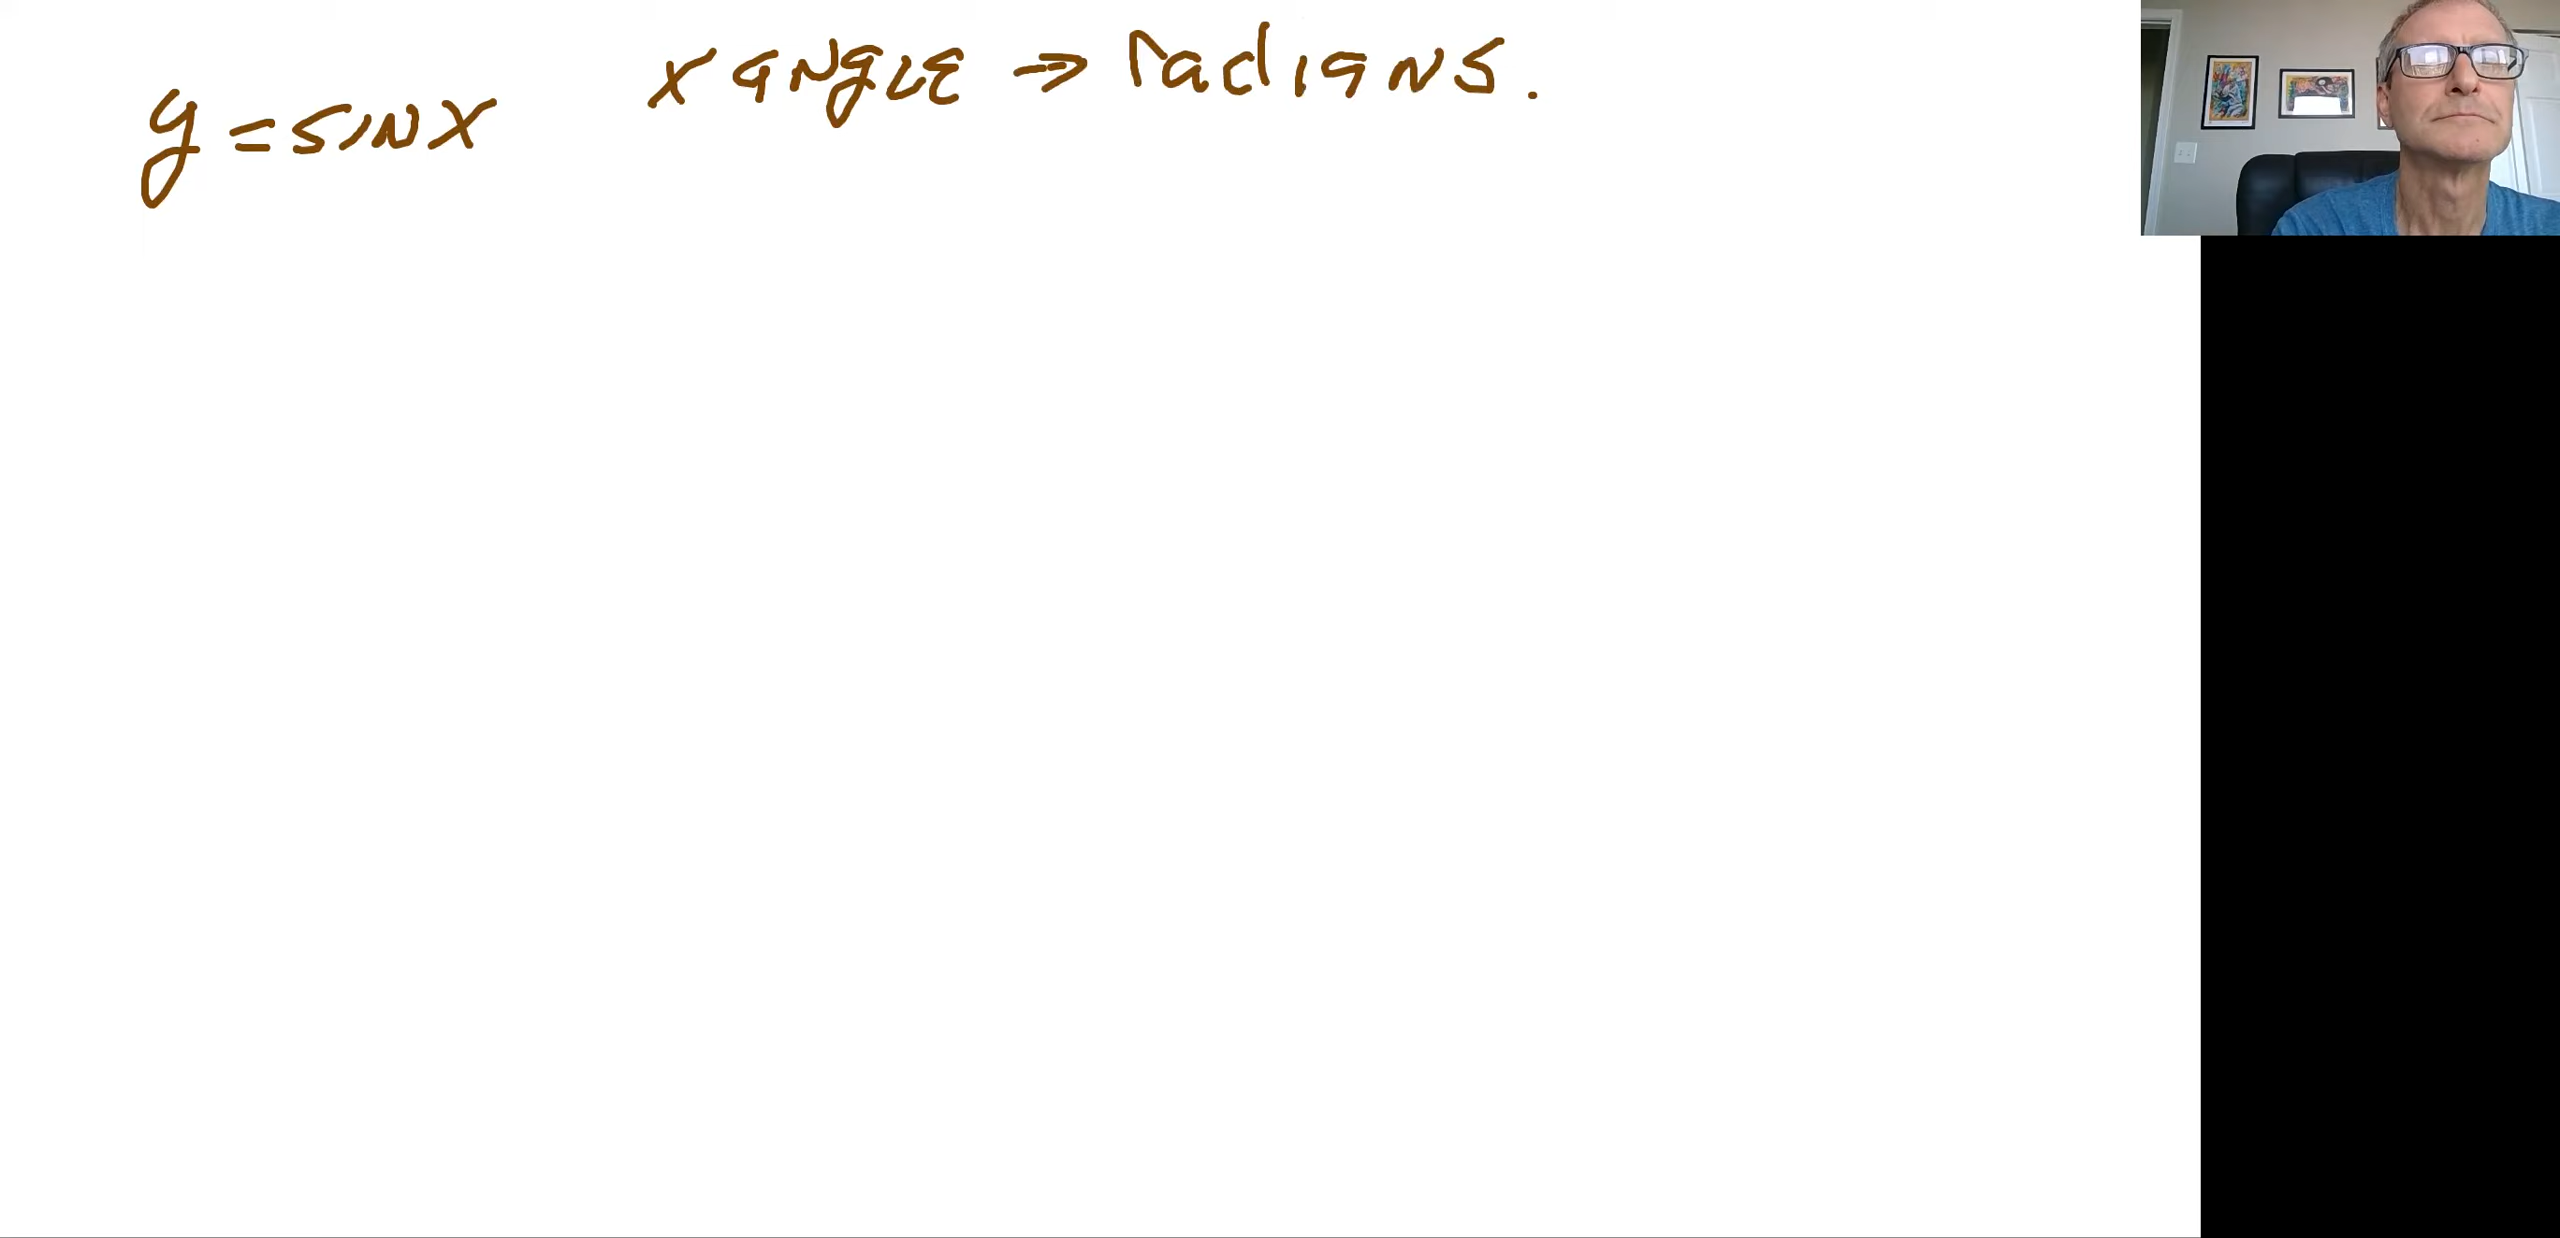 x angle → radians.
y = sin x